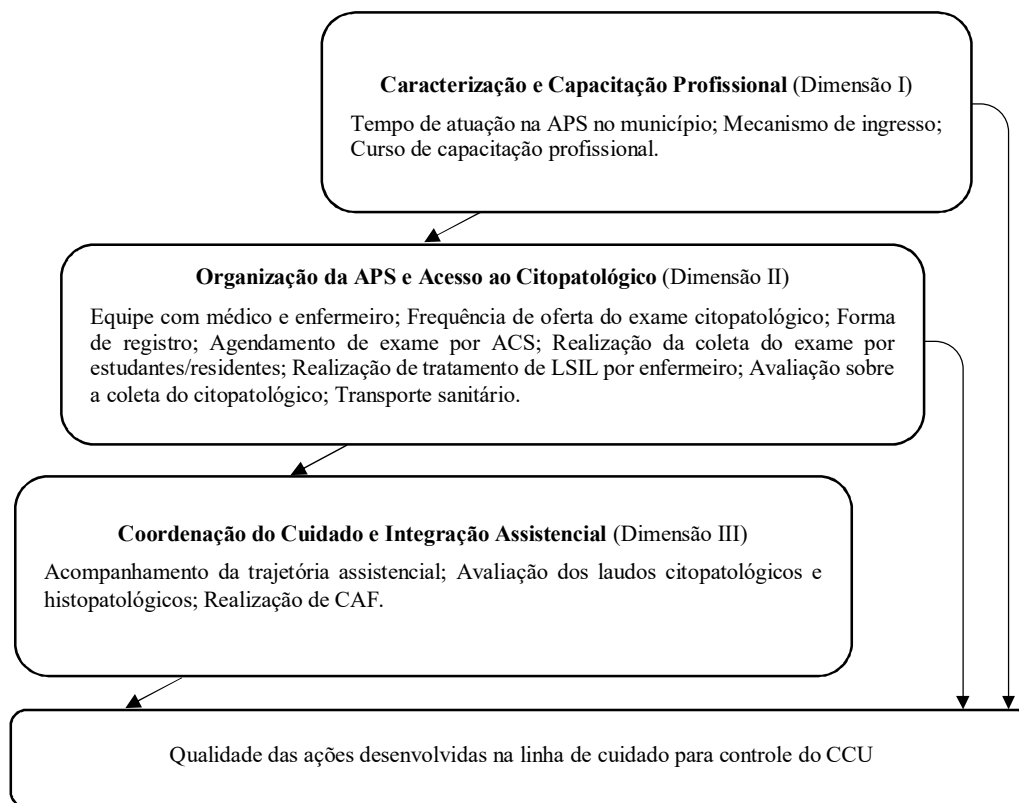 Caracterização e Capacitação Profissional (Dimensão I)
Tempo de atuação na APS no município; Mecanismo de ingresso;
Curso de capacitação profissional.
Organização da APS e Acesso ao Citopatológico (Dimensão II)
Equipe com médico e enfermeiro; Frequência de oferta do exame citopatológico; Forma
de registro; Agendamento de exame por ACS; Realização da coleta do exame por
estudantes/residentes; Realização de tratamento de LSIL por enfermeiro; Avaliação sobre
a coleta do citopatológico; Transporte sanitário.
Coordenação do Cuidado e Integração Assistencial (Dimensão III)
Acompanhamento da trajetória assistencial; Avaliação dos laudos citopatológicos e
histopatológicos; Realização de CAF.
Qualidade das ações desenvolvidas na linha de cuidado para controle do CCU